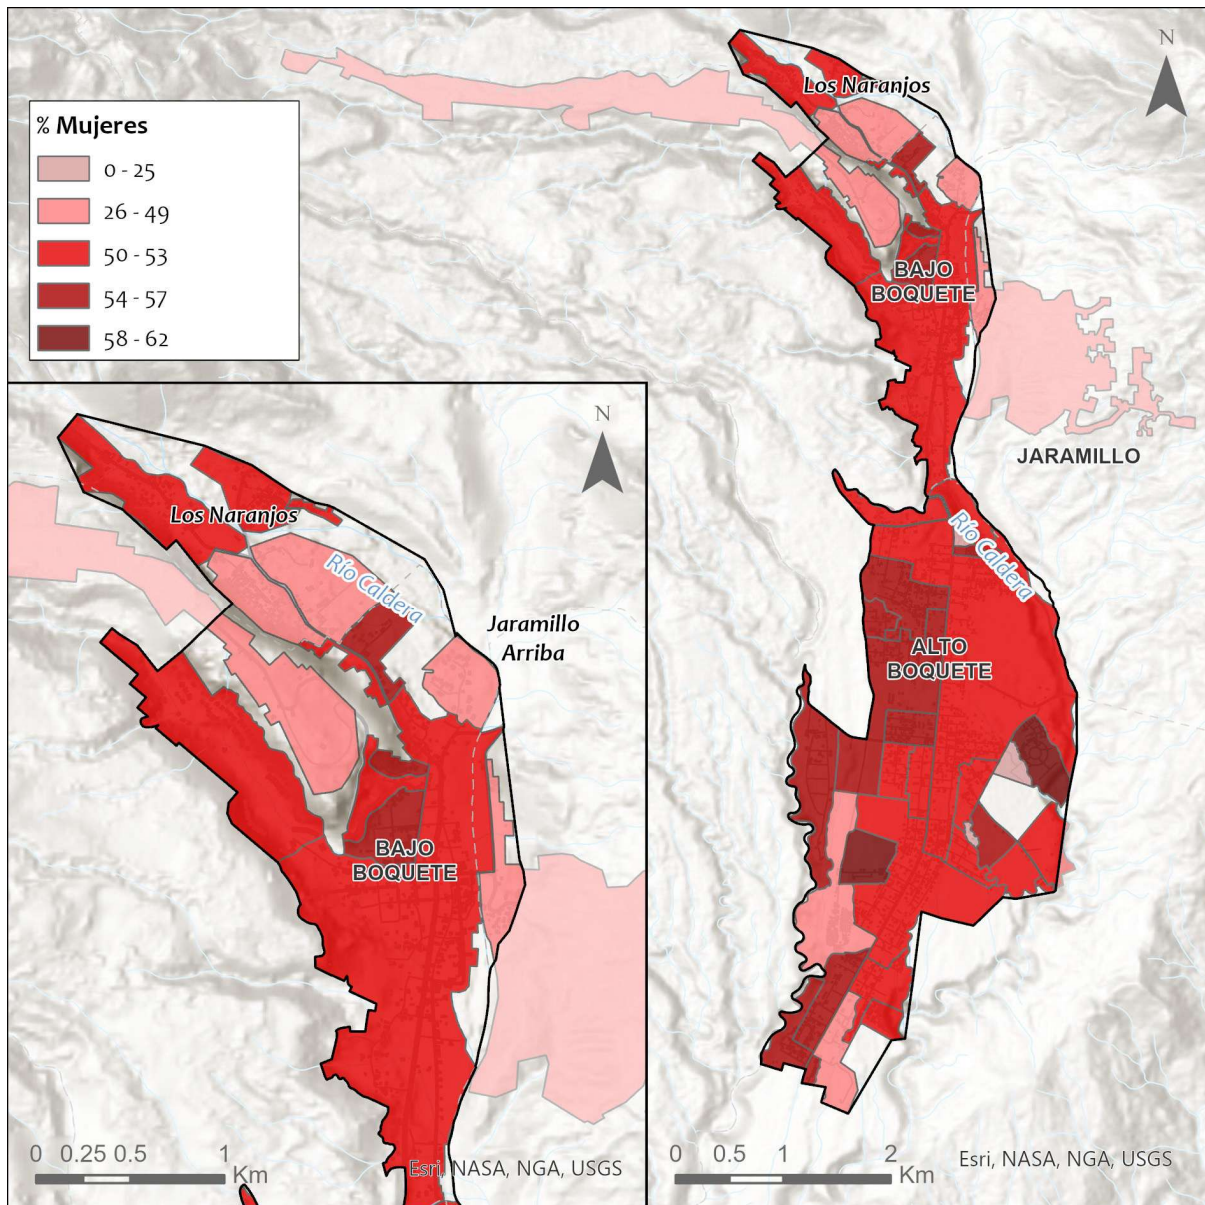 N
Los Naranjos
% Mujeres
0 - 25
26 - 49
50 - 53
54 - 57
58 - 62
BAJO
BOQUETE
JARAMILLO
Río Caldera
ALTO
BOQUETE
0 0.5 1 2
Km
Esri, NASA, NGA, USGS
N
Los Naranjos
Río Caldera
Jaramillo
Arriba
BAJO
BOQUETE
0 0.25 0.5 1
Km
Esri, NASA, NGA, USGS